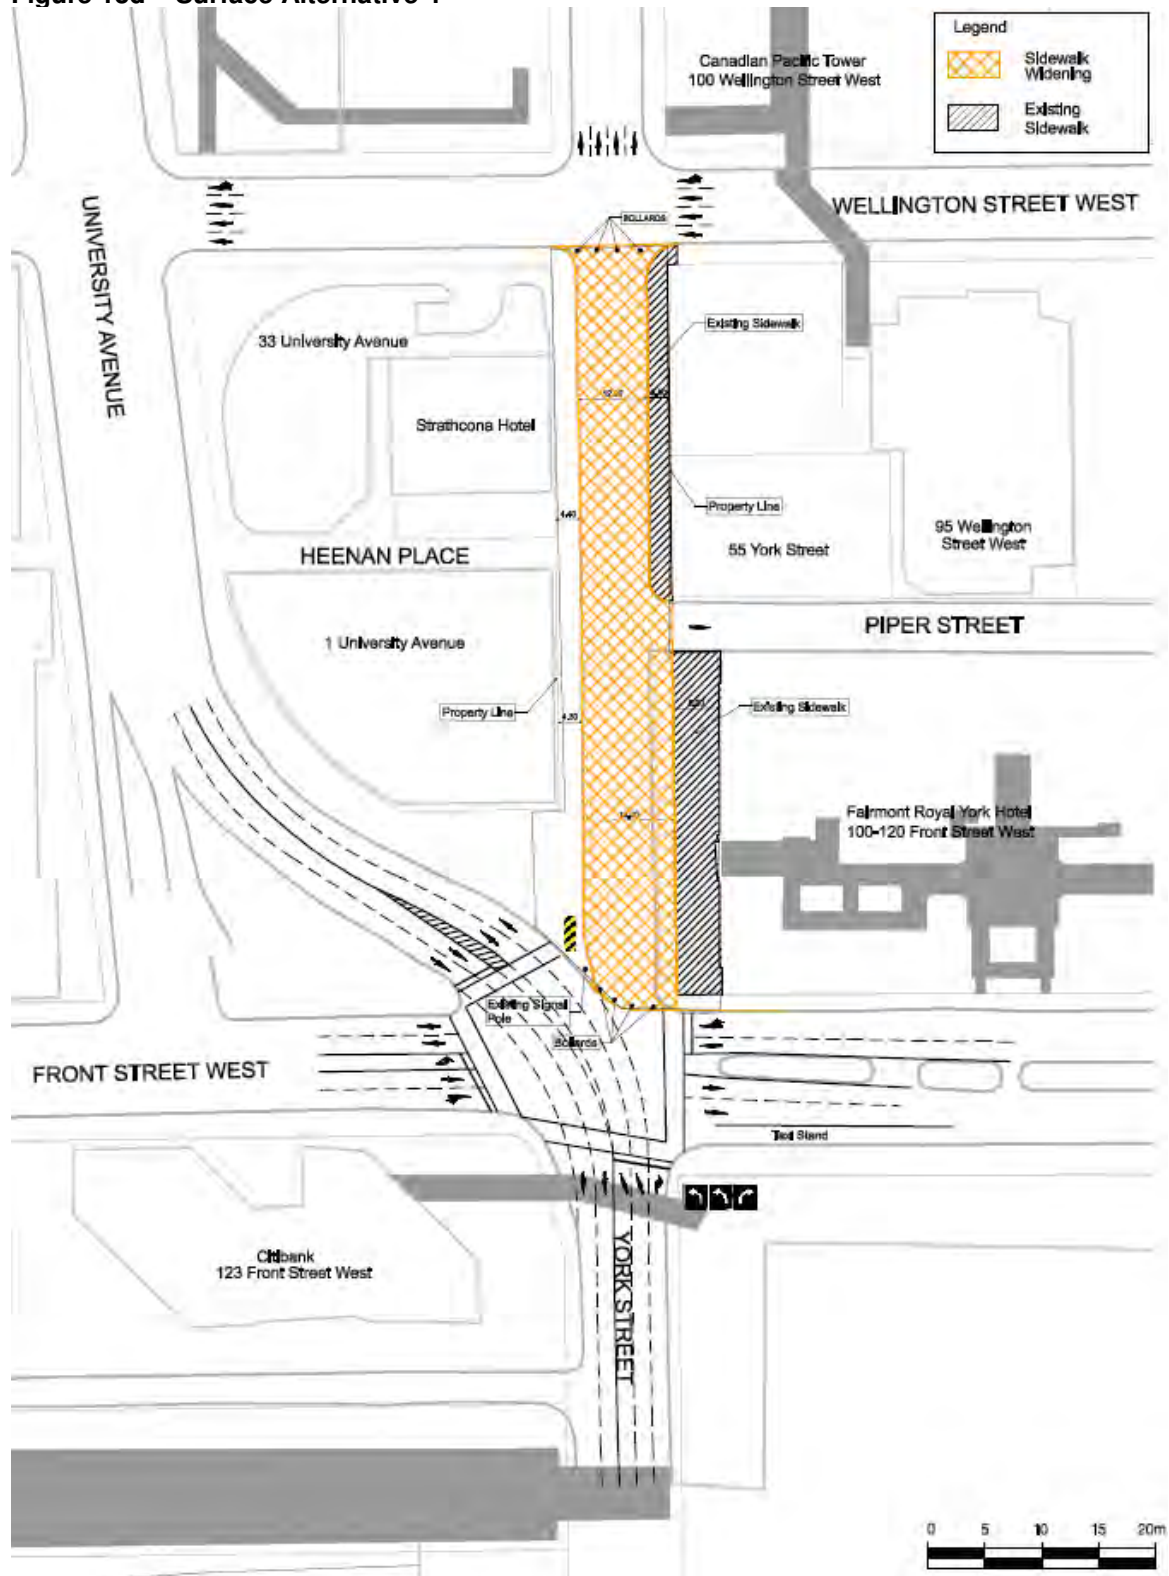 Legend
Sidewalk
Widening
Existing
Sidewalk
Canadian Pacific Tower
100 Wellington Street West
UNIVERSITY AVENUE
WELLINGTON STREET WEST
BOLLARDS
33 University Avenue
Existing Sidewalk
Strathcona Hotel
Property Line
4.40
95 Wellington
Street West
HEENAN PLACE
55 York Street
PIPER STREET
1 University Avenue
Property Line
Existing Sidewalk
Fairmont Royal York Hotel
100-120 Front Street West
Existing Signal
Pole
Bollards
FRONT STREET WEST
Taxi Stand
YORK STREET
Citibank
123 Front Street West
0 5 10 15 20m